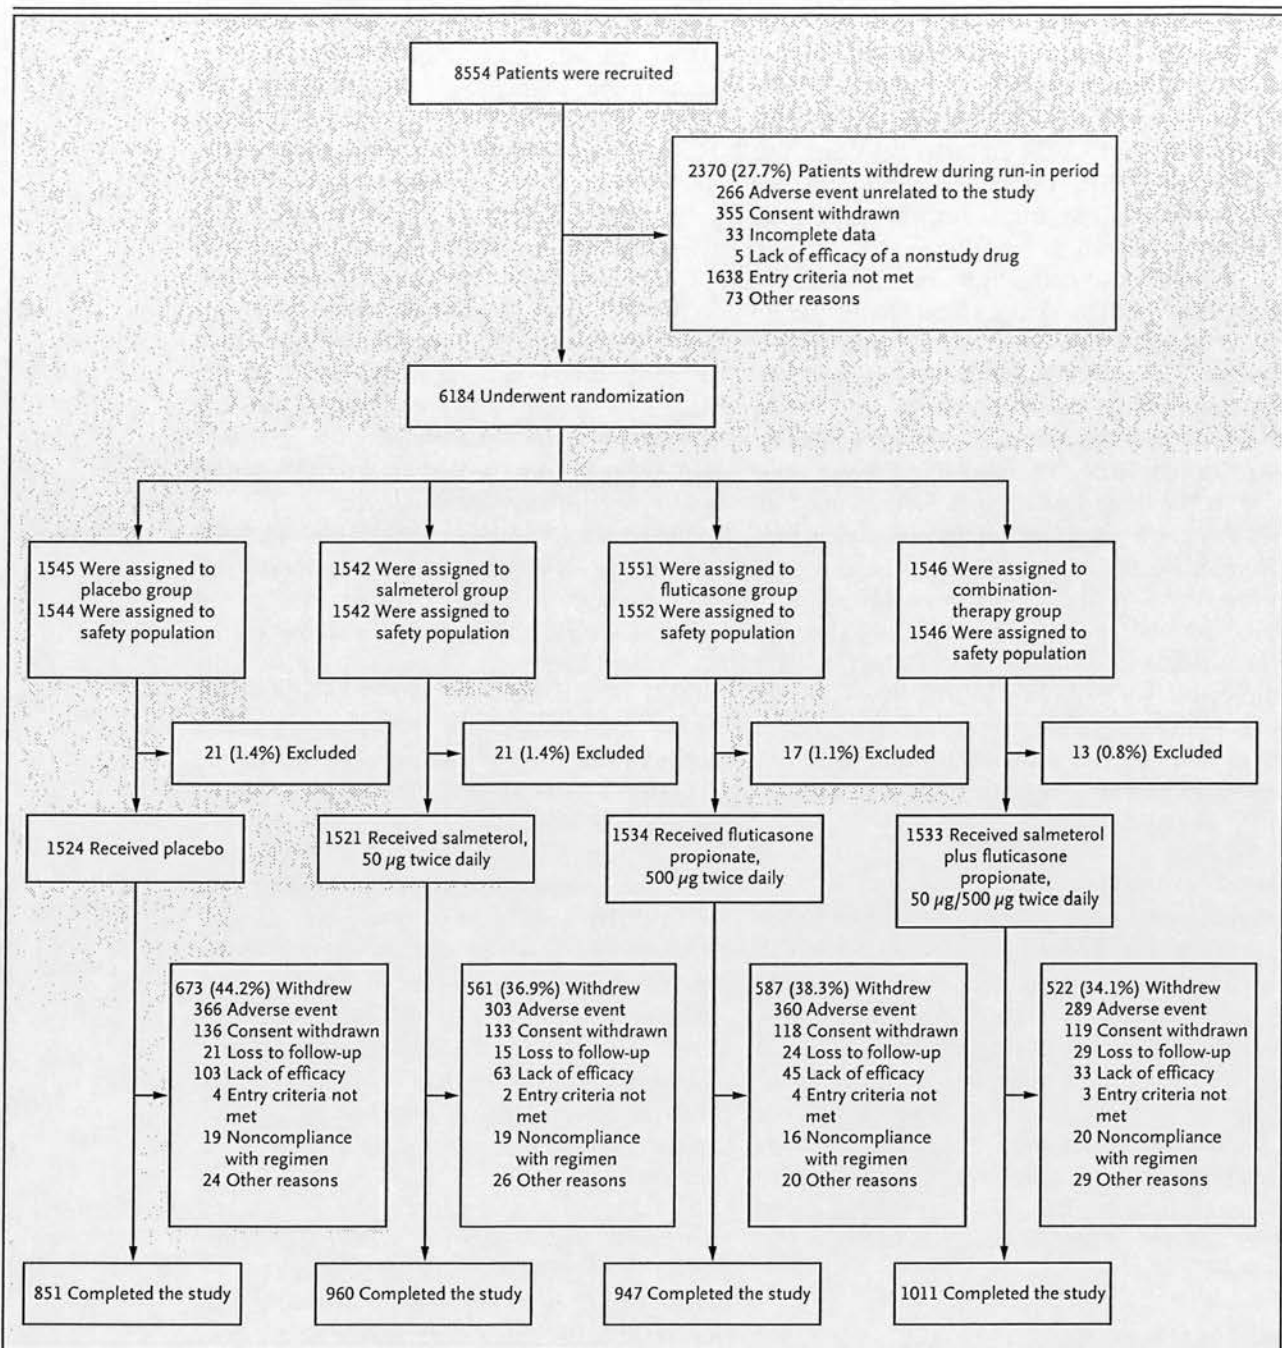 8554 Patients were recruited
2370 (27.7%) Patients withdrew during run-in period
266 Adverse event unrelated to the study
355 Consent withdrawn
33 Incomplete data
5 Lack of efficacy of a nonstudy drug
1638 Entry criteria not met
73 Other reasons
6184 Underwent randomization
1545 Were assigned to
placebo group
1544 Were assigned to
safety population
1542 Were assigned to
salmeterol group
1542 Were assigned to
safety population
1551 Were assigned to
fluticasone group
1552 Were assigned to
safety population
1546 Were assigned to
combination-
therapy group
1546 Were assigned to
safety population
21 (1.4%) Excluded
21 (1.4%) Excluded
17 (1.1%) Excluded
13 (0.8%) Excluded
1524 Received placebo
1521 Received salmeterol,
50 µg twice daily
1534 Received fluticasone
propionate,
500 µg twice daily
1533 Received salmeterol
plus fluticasone
propionate,
50 µg/500 µg twice daily
673 (44.2%) Withdrew
366 Adverse event
136 Consent withdrawn
21 Loss to follow-up
103 Lack of efficacy
4 Entry criteria not
met
19 Noncompliance
with regimen
24 Other reasons
561 (36.9%) Withdrew
303 Adverse event
133 Consent withdrawn
15 Loss to follow-up
63 Lack of efficacy
2 Entry criteria not
met
19 Noncompliance
with regimen
26 Other reasons
587 (38.3%) Withdrew
360 Adverse event
118 Consent withdrawn
24 Loss to follow-up
45 Lack of efficacy
4 Entry criteria not
met
16 Noncompliance
with regimen
20 Other reasons
522 (34.1%) Withdrew
289 Adverse event
119 Consent withdrawn
29 Loss to follow-up
33 Lack of efficacy
3 Entry criteria not
met
20 Noncompliance
with regimen
29 Other reasons
851 Completed the study
960 Completed the study
947 Completed the study
1011 Completed the study